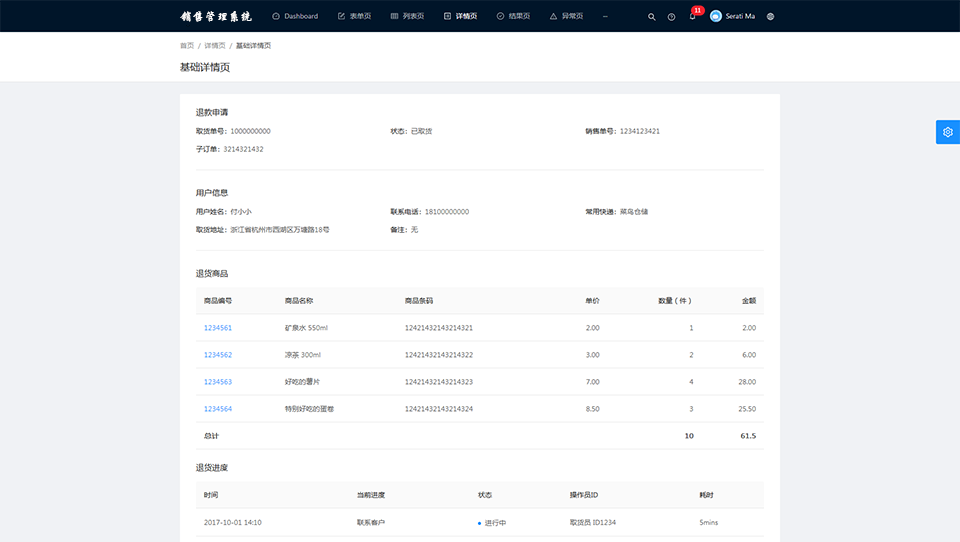 销售管理系统 Dashboard 表单页 列表页 详情页 结果页 异常页 ··· 11 Serati Ma
首页 / 详情页 / 基础详情页
基础详情页
退款申请
取货单号：1000000000 状态：已取货 销售单号：1234123421
子订单：3214321432
用户信息
用户姓名：付小小 联系电话：18100000000 常用快递：菜鸟仓储
取货地址：浙江省杭州市西湖区万塘路18号 备注：无
退货商品
商品编号 商品名称 商品条码 单价 数量（件） 金额
1234561 矿泉水 550ml 12421432143214321 2.00 1 2.00
1234562 凉茶 300ml 12421432143214322 3.00 2 6.00
1234563 好吃的薯片 12421432143214323 7.00 4 28.00
1234564 特别好吃的蛋卷 12421432143214324 8.50 3 25.50
总计 10 61.5
退货进度
时间 当前进度 状态 操作员ID 耗时
2017-10-01 14:10 联系客户 进行中 取货员 ID1234 5mins